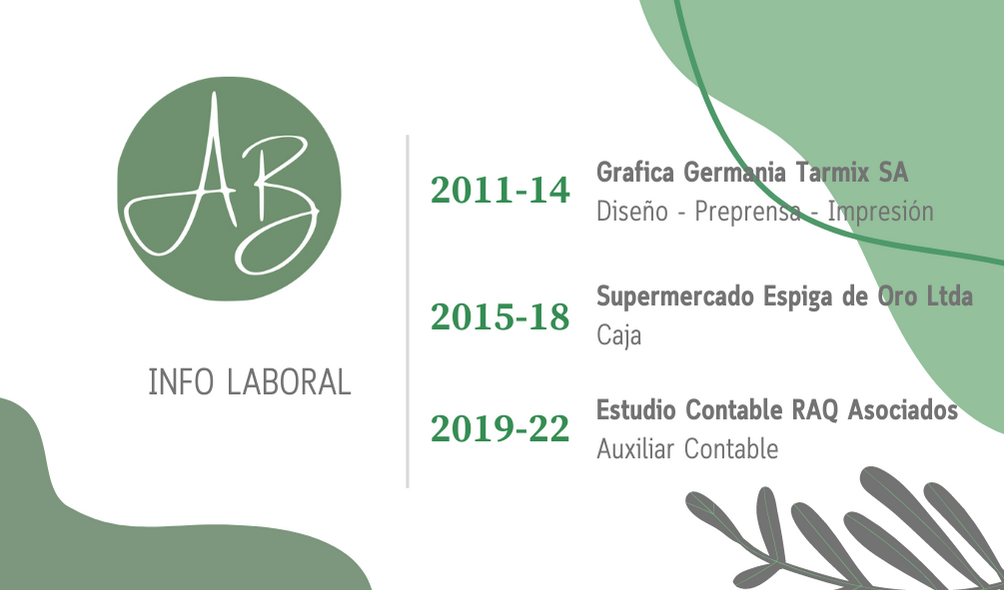 AB
INFO LABORAL
2011-14
Grafica Germania Tarmix SA
Diseño - Preprensa - Impresión
2015-18
Supermercado Espiga de Oro Ltda
Caja
2019-22
Estudio Contable RAQ Asociados
Auxiliar Contable